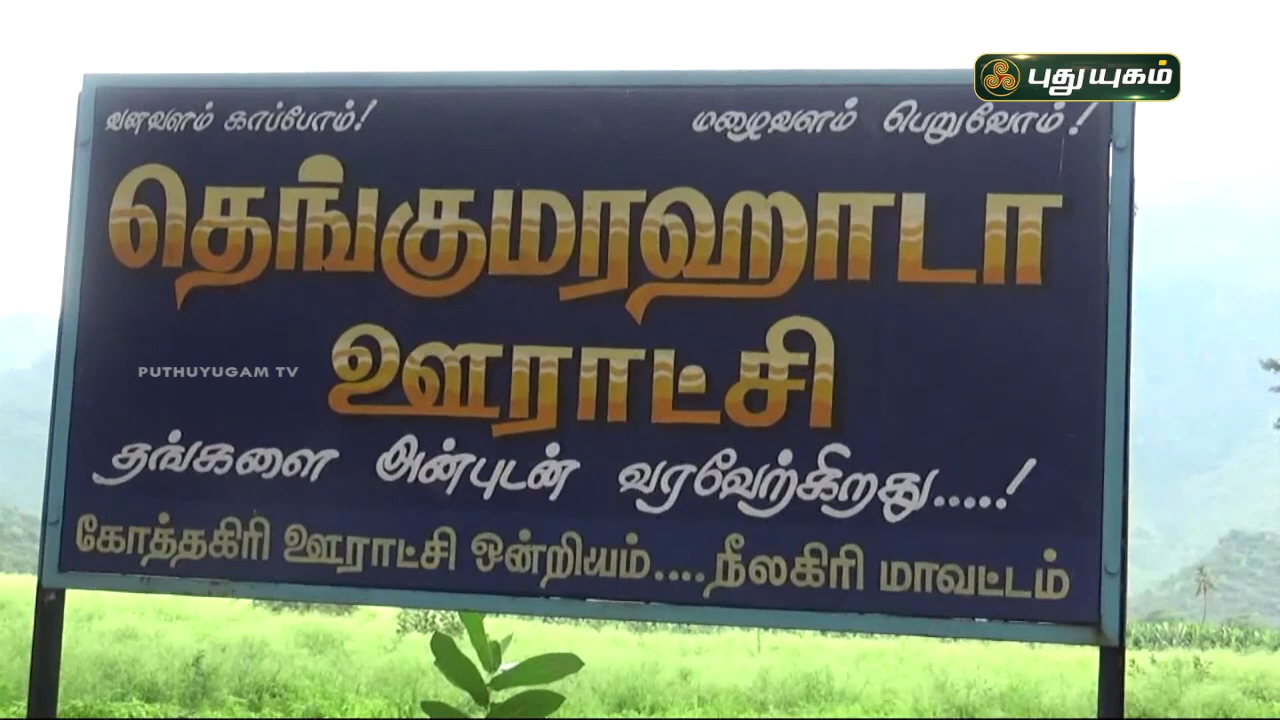 புதுயுகம்
வனவளம் காப்போம்! மழைவளம் பெறுவோம்!
தெங்குமரஹாடா
ஊராட்சி
PUTHUYUGAM TV
தங்களை அன்புடன் வரவேற்கிறது.....!
கோத்தகிரி ஊராட்சி ஒன்றியம்....நீலகிரி மாவட்டம்